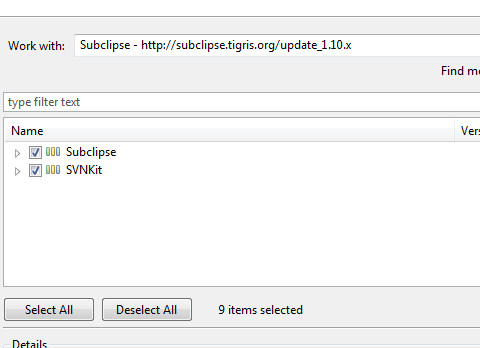 Work with: Subclipse - http://subclipse.tigris.org/update_1.10.x
Find
type filter text
Name
Subclipse
SVNKit
Select All Deselect All 9 items selected
Details